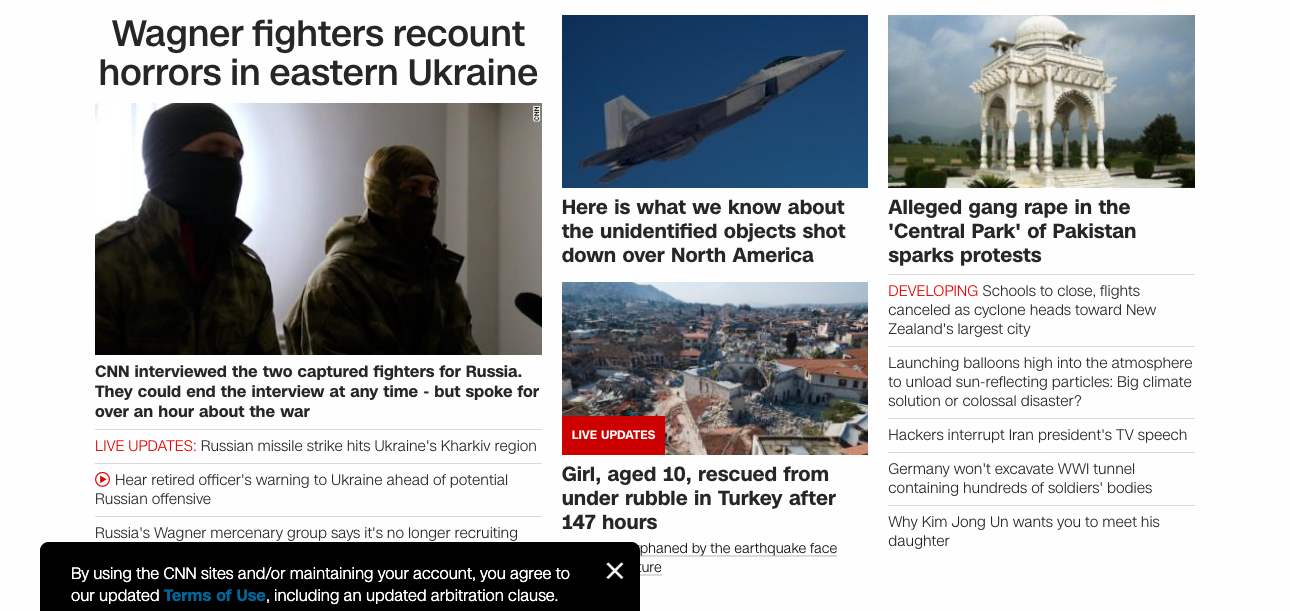 Wagner fighters recount
horrors in eastern Ukraine
CNN
CNN interviewed the two captured fighters for Russia.
They could end the interview at any time - but spoke for
over an hour about the war
LIVE UPDATES: Russian missile strike hits Ukraine's Kharkiv region
Hear retired officer's warning to Ukraine ahead of potential
Russian offensive
Russia's Wagner mercenary group says it's no longer recruiting
Here is what we know about
the unidentified objects shot
down over North America
LIVE UPDATES
Girl, aged 10, rescued from
under rubble in Turkey after
147 hours
phaned by the earthquake face
ture
Alleged gang rape in the
'Central Park' of Pakistan
sparks protests
DEVELOPING Schools to close, flights
canceled as cyclone heads toward New
Zealand's largest city
Launching balloons high into the atmosphere
to unload sun-reflecting particles: Big climate
solution or colossal disaster?
Hackers interrupt Iran president's TV speech
Germany won't excavate WWI tunnel
containing hundreds of soldiers' bodies
Why Kim Jong Un wants you to meet his
daughter
By using the CNN sites and/or maintaining your account, you agree to
our updated Terms of Use, including an updated arbitration clause.